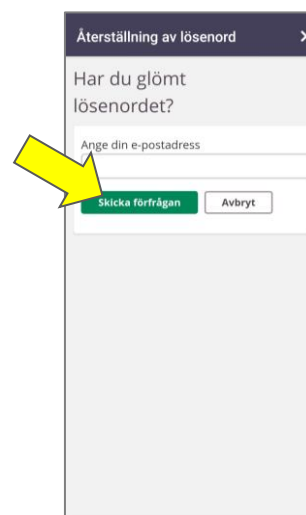 Återställning av lösenord
Har du glömt
lösenordet?
Ange din e-postadress
Skicka förfrågan Avbryt